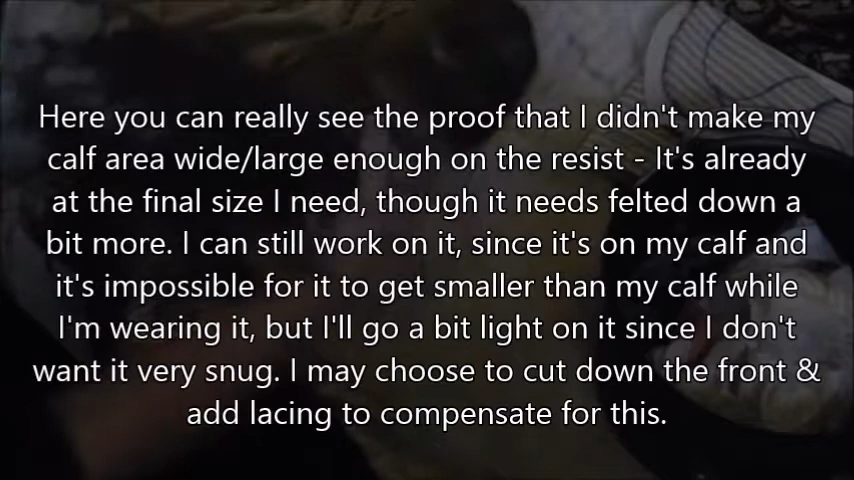 Here you can really see the proof that I didn't make my
calf area wide/large enough on the resist - It's already
at the final size I need, though it needs felted down a
bit more. I can still work on it, since it's on my calf and
it's impossible for it to get smaller than my calf while
I'm wearing it, but I'll go a bit light on it since I don't
want it very snug. I may choose to cut down the front &
add lacing to compensate for this.